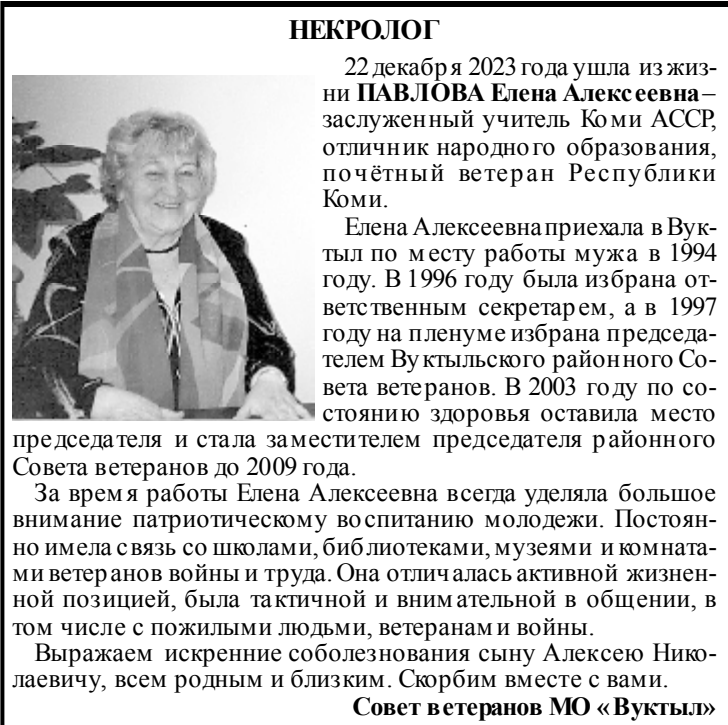 НЕКРОЛОГ
22 декабря 2023 года ушла из жиз-
ни ПАВЛОВА Елена Алексеевна –
заслуженный учитель Коми АССР,
отличник народного образования,
почётный ветеран Республики
Коми.
Елена Алексеевна приехала в Вук-
тыл по месту работы мужа в 1994
году. В 1996 году была избрана от-
ветственным секретарем, а в 1997
году на пленуме избрана председа-
телем Вуктыльского районного Со-
вета ветеранов. В 2003 году по со-
стоянию здоровья оставила место
председателя и стала заместителем председателя районного
Совета ветеранов до 2009 года.
За время работы Елена Алексеевна всегда уделяла большое
внимание патриотическому воспитанию молодежи. Постоян-
но имела связь со школами, библиотеками, музеями и комната-
ми ветеранов войны и труда. Она отличалась активной жизнен-
ной позицией, была тактичной и внимательной в общении, в
том числе с пожилыми людьми, ветеранами войны.
Выражаем искренние соболезнования сыну Алексею Нико-
лаевичу, всем родным и близким. Скорбим вместе с вами.
Совет ветеранов МО «Вуктыл»